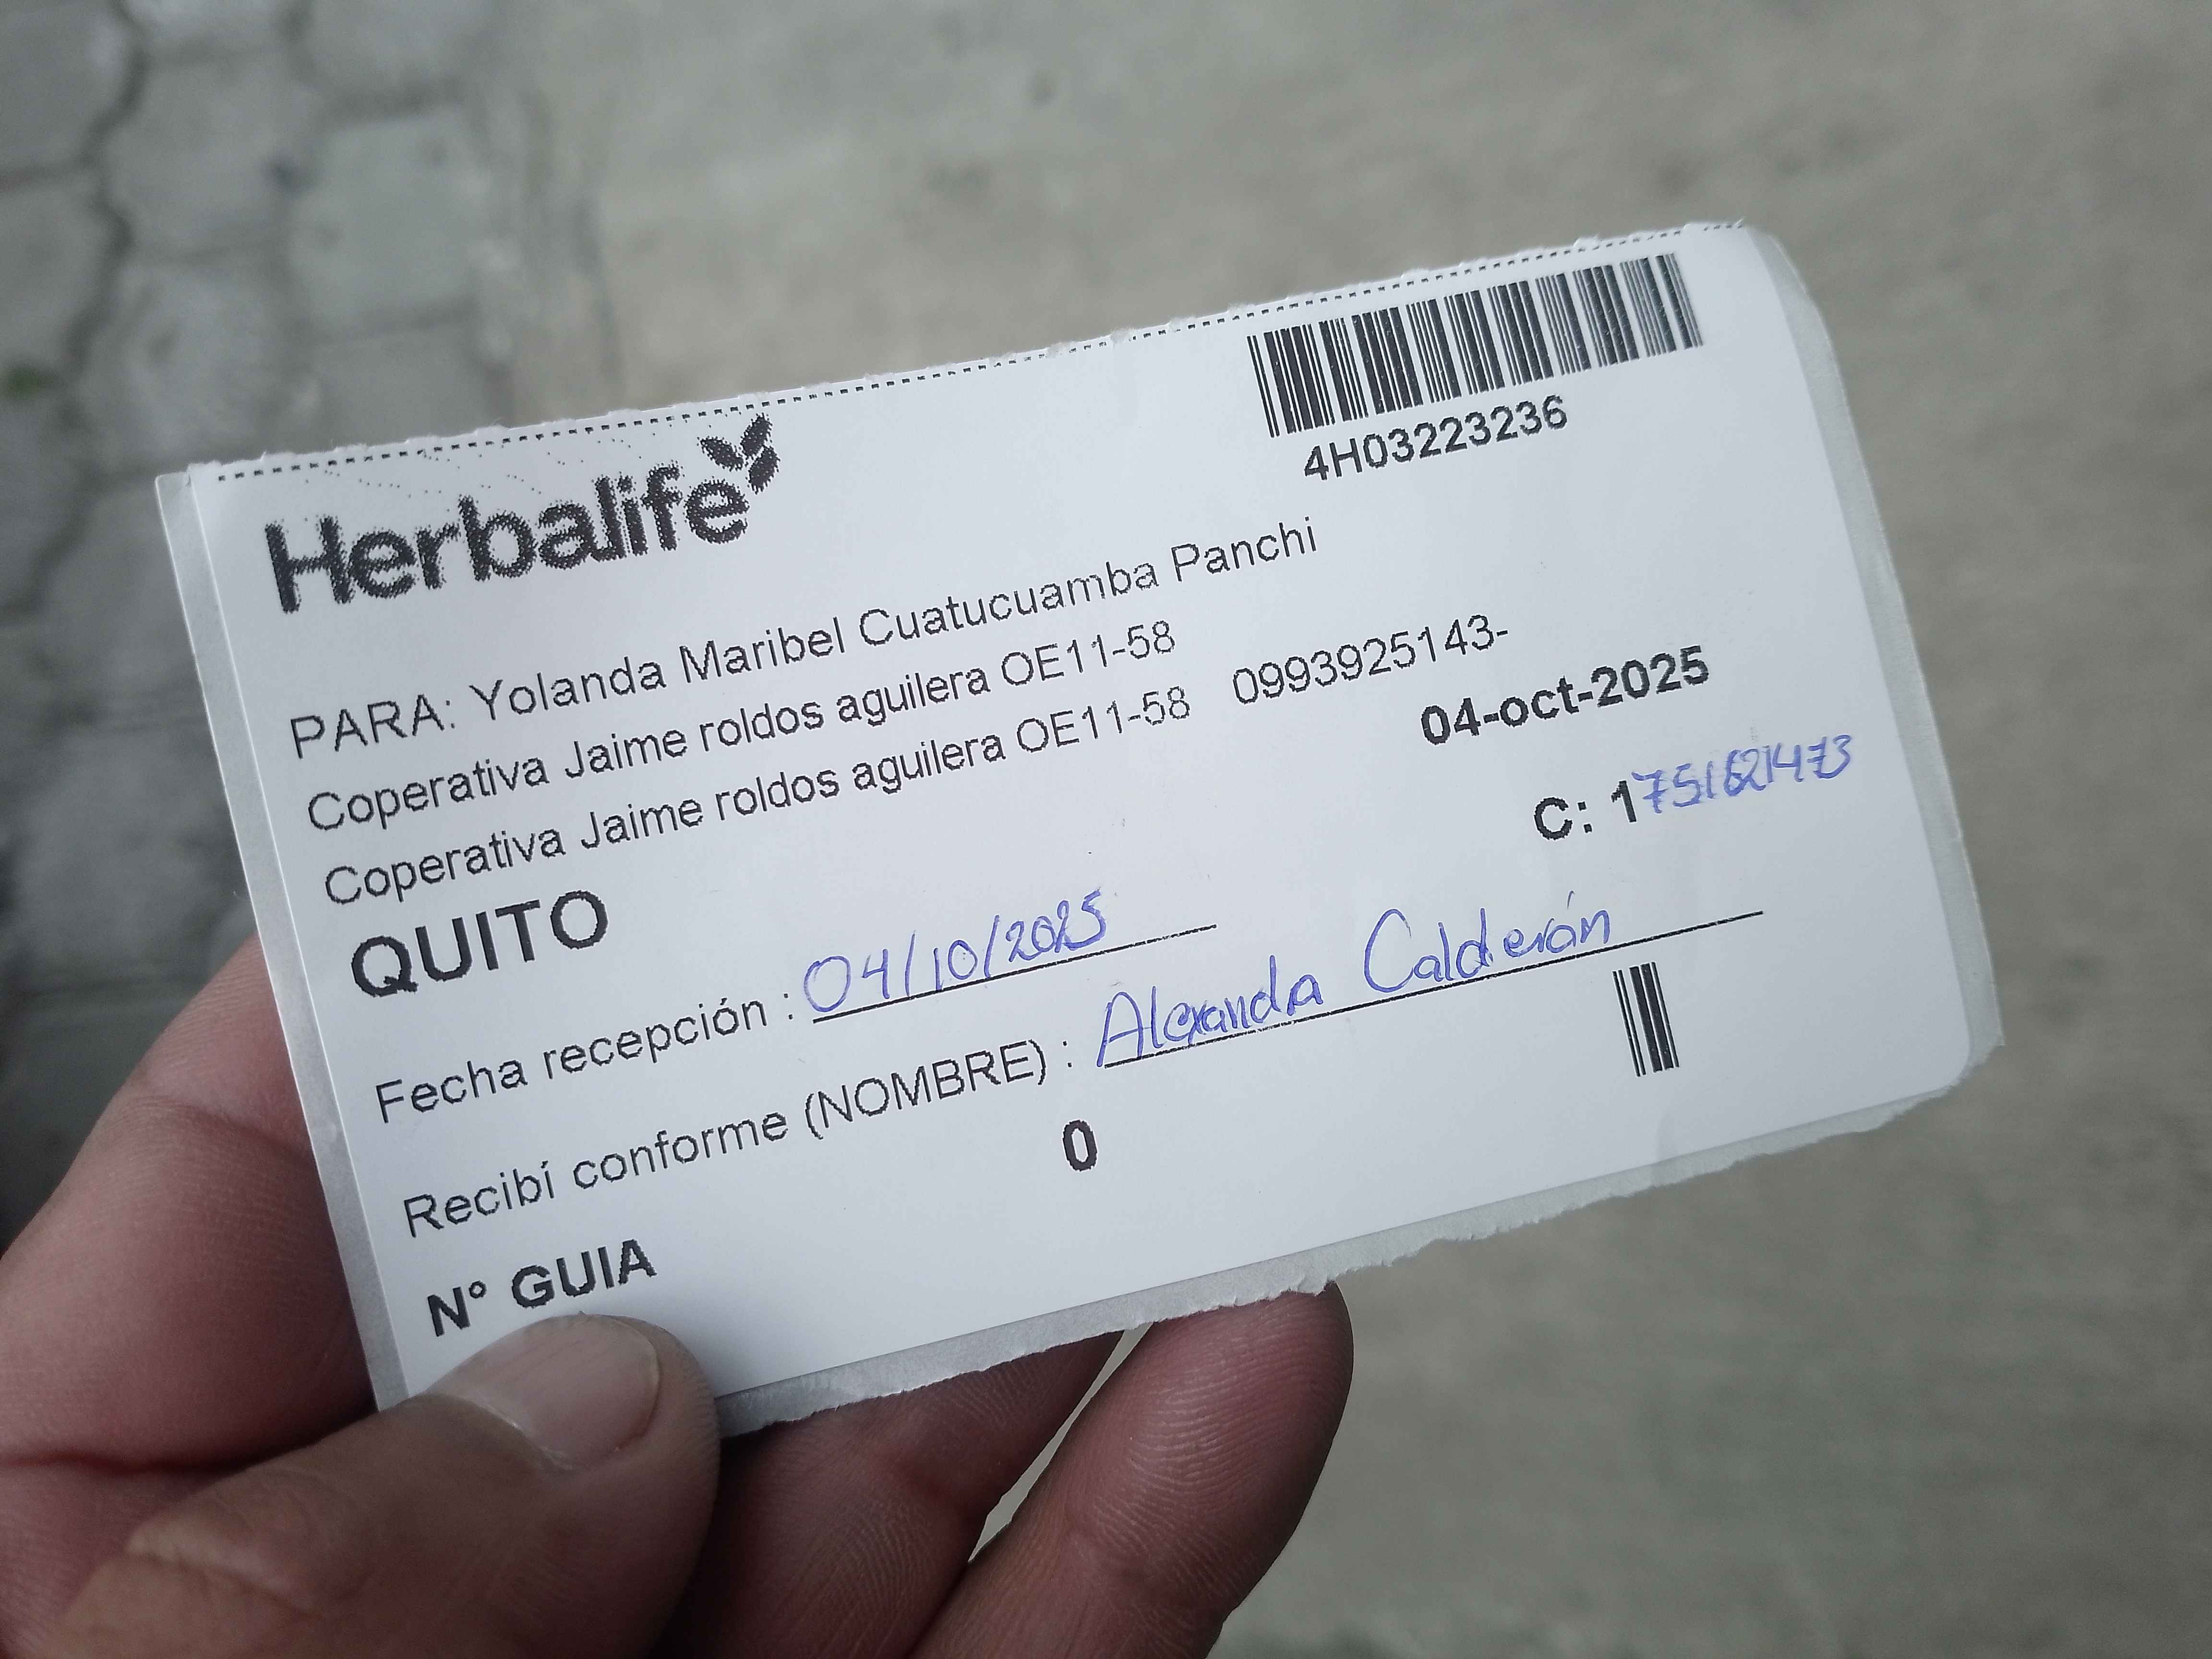 Herbalife
4H03223236
PARA: Yolanda Maribel Cuatucuamba Panchi
Coperativa Jaime roldos aguilera OE11-58
Coperativa Jaime roldos aguilera OE11-58 0993925143-
QUITO
04-oct-2025
C: 1751621473
Fecha recepción : 04/10/2025
Recibí conforme (NOMBRE) : Alexandra Calderón
N° GUIA 0